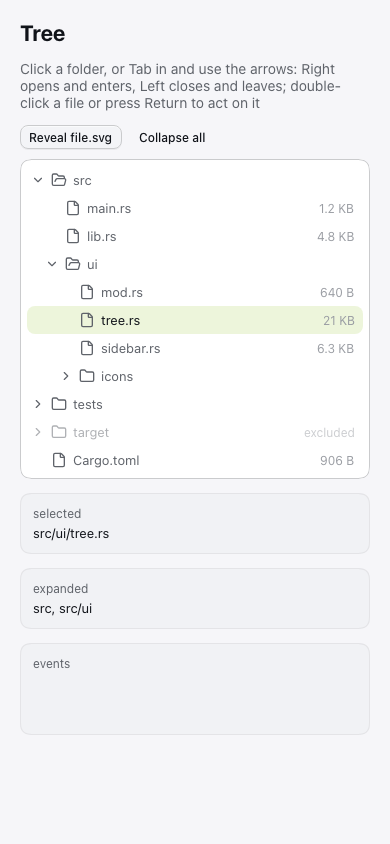 Tree
Click a folder, or Tab in and use the arrows: Right
opens and enters, Left closes and leaves; double-
click a file or press Return to act on it
Reveal file.svg Collapse all
src
main.rs 1.2 KB
lib.rs 4.8 KB
ui
mod.rs 640 B
tree.rs 21 KB
sidebar.rs 6.3 KB
icons
tests
target excluded
Cargo.toml 906 B
selected
src/ui/tree.rs
expanded
src, src/ui
events